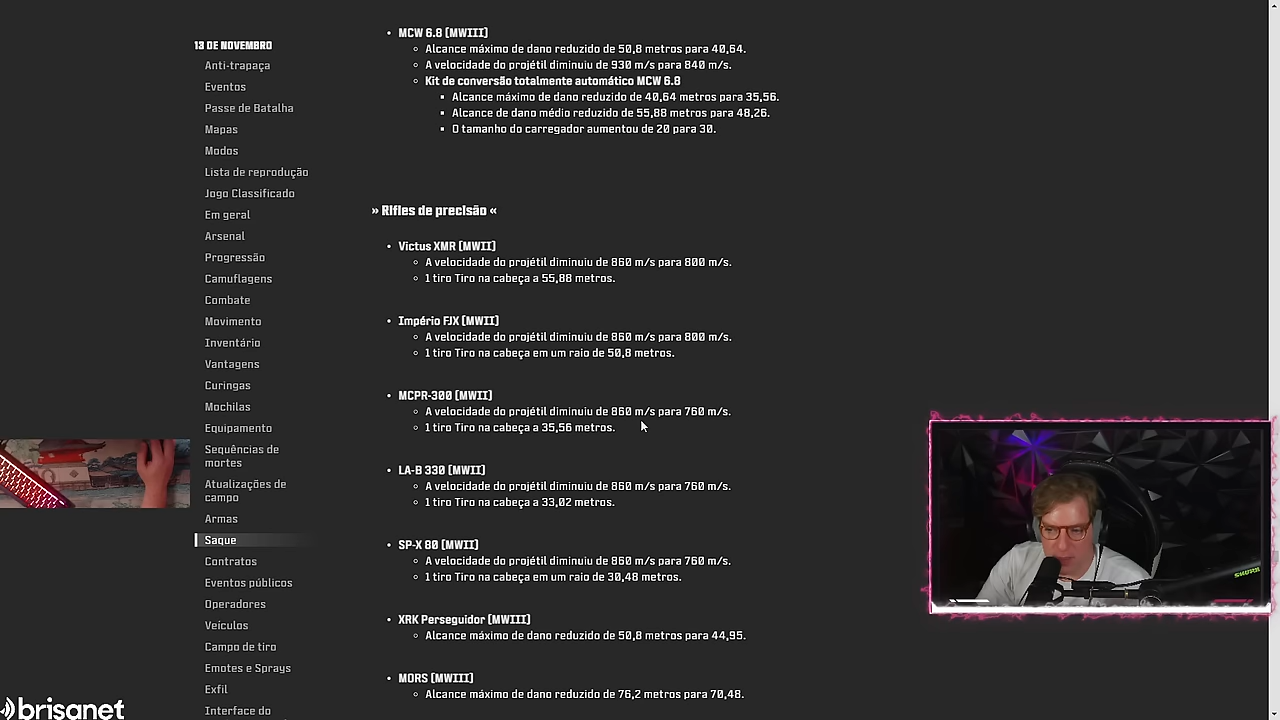 13 DE NOVEMBRO
Anti-trapaça
Eventos
Passe de Batalha
Mapas
Modos
Lista de reprodução
Jogo Classificado
Em geral
Arsenal
Progressão
Camuflagens
Combate
Movimento
Inventário
Vantagens
Curingas
Mochilas
Equipamento
Sequências de
mortes
Atualizações de
campo
Armas
Saque
Contratos
Eventos públicos
Operadores
Veículos
Campo de tiro
Emotes e Sprays
Exfil
Interface do
• MCW 6.8 (MWIII)
◦ Alcance máximo de dano reduzido de 50,8 metros para 40,64.
◦ A velocidade do projétil diminuiu de 930 m/s para 840 m/s.
◦ Kit de conversão totalmente automático MCW 6.8
▪ Alcance máximo de dano reduzido de 40,64 metros para 35,56.
▪ Alcance de dano médio reduzido de 55,88 metros para 48,26.
▪ O tamanho do carregador aumentou de 20 para 30.
» Rifles de precisão «
• Victus XMR (MWII)
◦ A velocidade do projétil diminuiu de 860 m/s para 800 m/s.
◦ 1 tiro Tiro na cabeça a 55,88 metros.
• Império FJX (MWII)
◦ A velocidade do projétil diminuiu de 860 m/s para 800 m/s.
◦ 1 tiro Tiro na cabeça em um raio de 50,8 metros.
• MCPR-300 (MWII)
◦ A velocidade do projétil diminuiu de 860 m/s para 760 m/s.
◦ 1 tiro Tiro na cabeça a 35,56 metros.
• LA-B 330 (MWII)
◦ A velocidade do projétil diminuiu de 860 m/s para 760 m/s.
◦ 1 tiro Tiro na cabeça a 33,02 metros.
• SP-X 80 (MWII)
◦ A velocidade do projétil diminuiu de 860 m/s para 760 m/s.
◦ 1 tiro Tiro na cabeça em um raio de 30,48 metros.
• XRK Perseguidor (MWIII)
◦ Alcance máximo de dano reduzido de 50,8 metros para 44,95.
• MORS (MWIII)
◦ Alcance máximo de dano reduzido de 76,2 metros para 70,48.
SHURE
brisanet